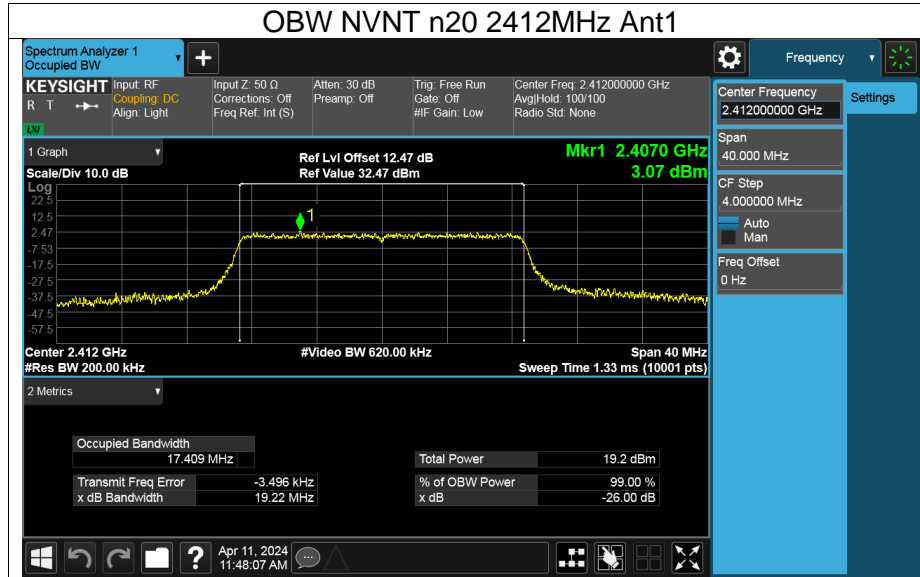 OBW NVNT n20 2412MHz Ant1
Spectrum Analyzer 1
Occupied BW
+
Frequency
KEYSIGHT
R T
LXI
Input: RF
Coupling: DC
Align: Light
Input Z: 50 Ω
Corrections: Off
Freq Ref: Int (S)
Atten: 30 dB
Preamp: Off
Trig: Free Run
Gate: Off
#IF Gain: Low
Center Freq: 2.412000000 GHz
Avg|Hold: 100/100
Radio Std: None
Center Frequency
2.412000000 GHz
Settings
Span
40.000 MHz
CF Step
4.000000 MHz
Auto
Man
Freq Offset
0 Hz
1 Graph
Scale/Div 10.0 dB
Ref Lvl Offset 12.47 dB
Ref Value 32.47 dBm
Mkr1 2.4070 GHz
3.07 dBm
Log
22.5
12.5
2.47
-7.53
-17.5
-27.5
-37.5
-47.5
-57.5
1
Center 2.412 GHz
#Res BW 200.00 kHz
#Video BW 620.00 kHz
Span 40 MHz
Sweep Time 1.33 ms (10001 pts)
2 Metrics
Occupied Bandwidth
17.409 MHz
Transmit Freq Error -3.496 kHz
x dB Bandwidth 19.22 MHz
Total Power 19.2 dBm
% of OBW Power 99.00 %
x dB -26.00 dB
?
Apr 11, 2024
11:48:07 AM